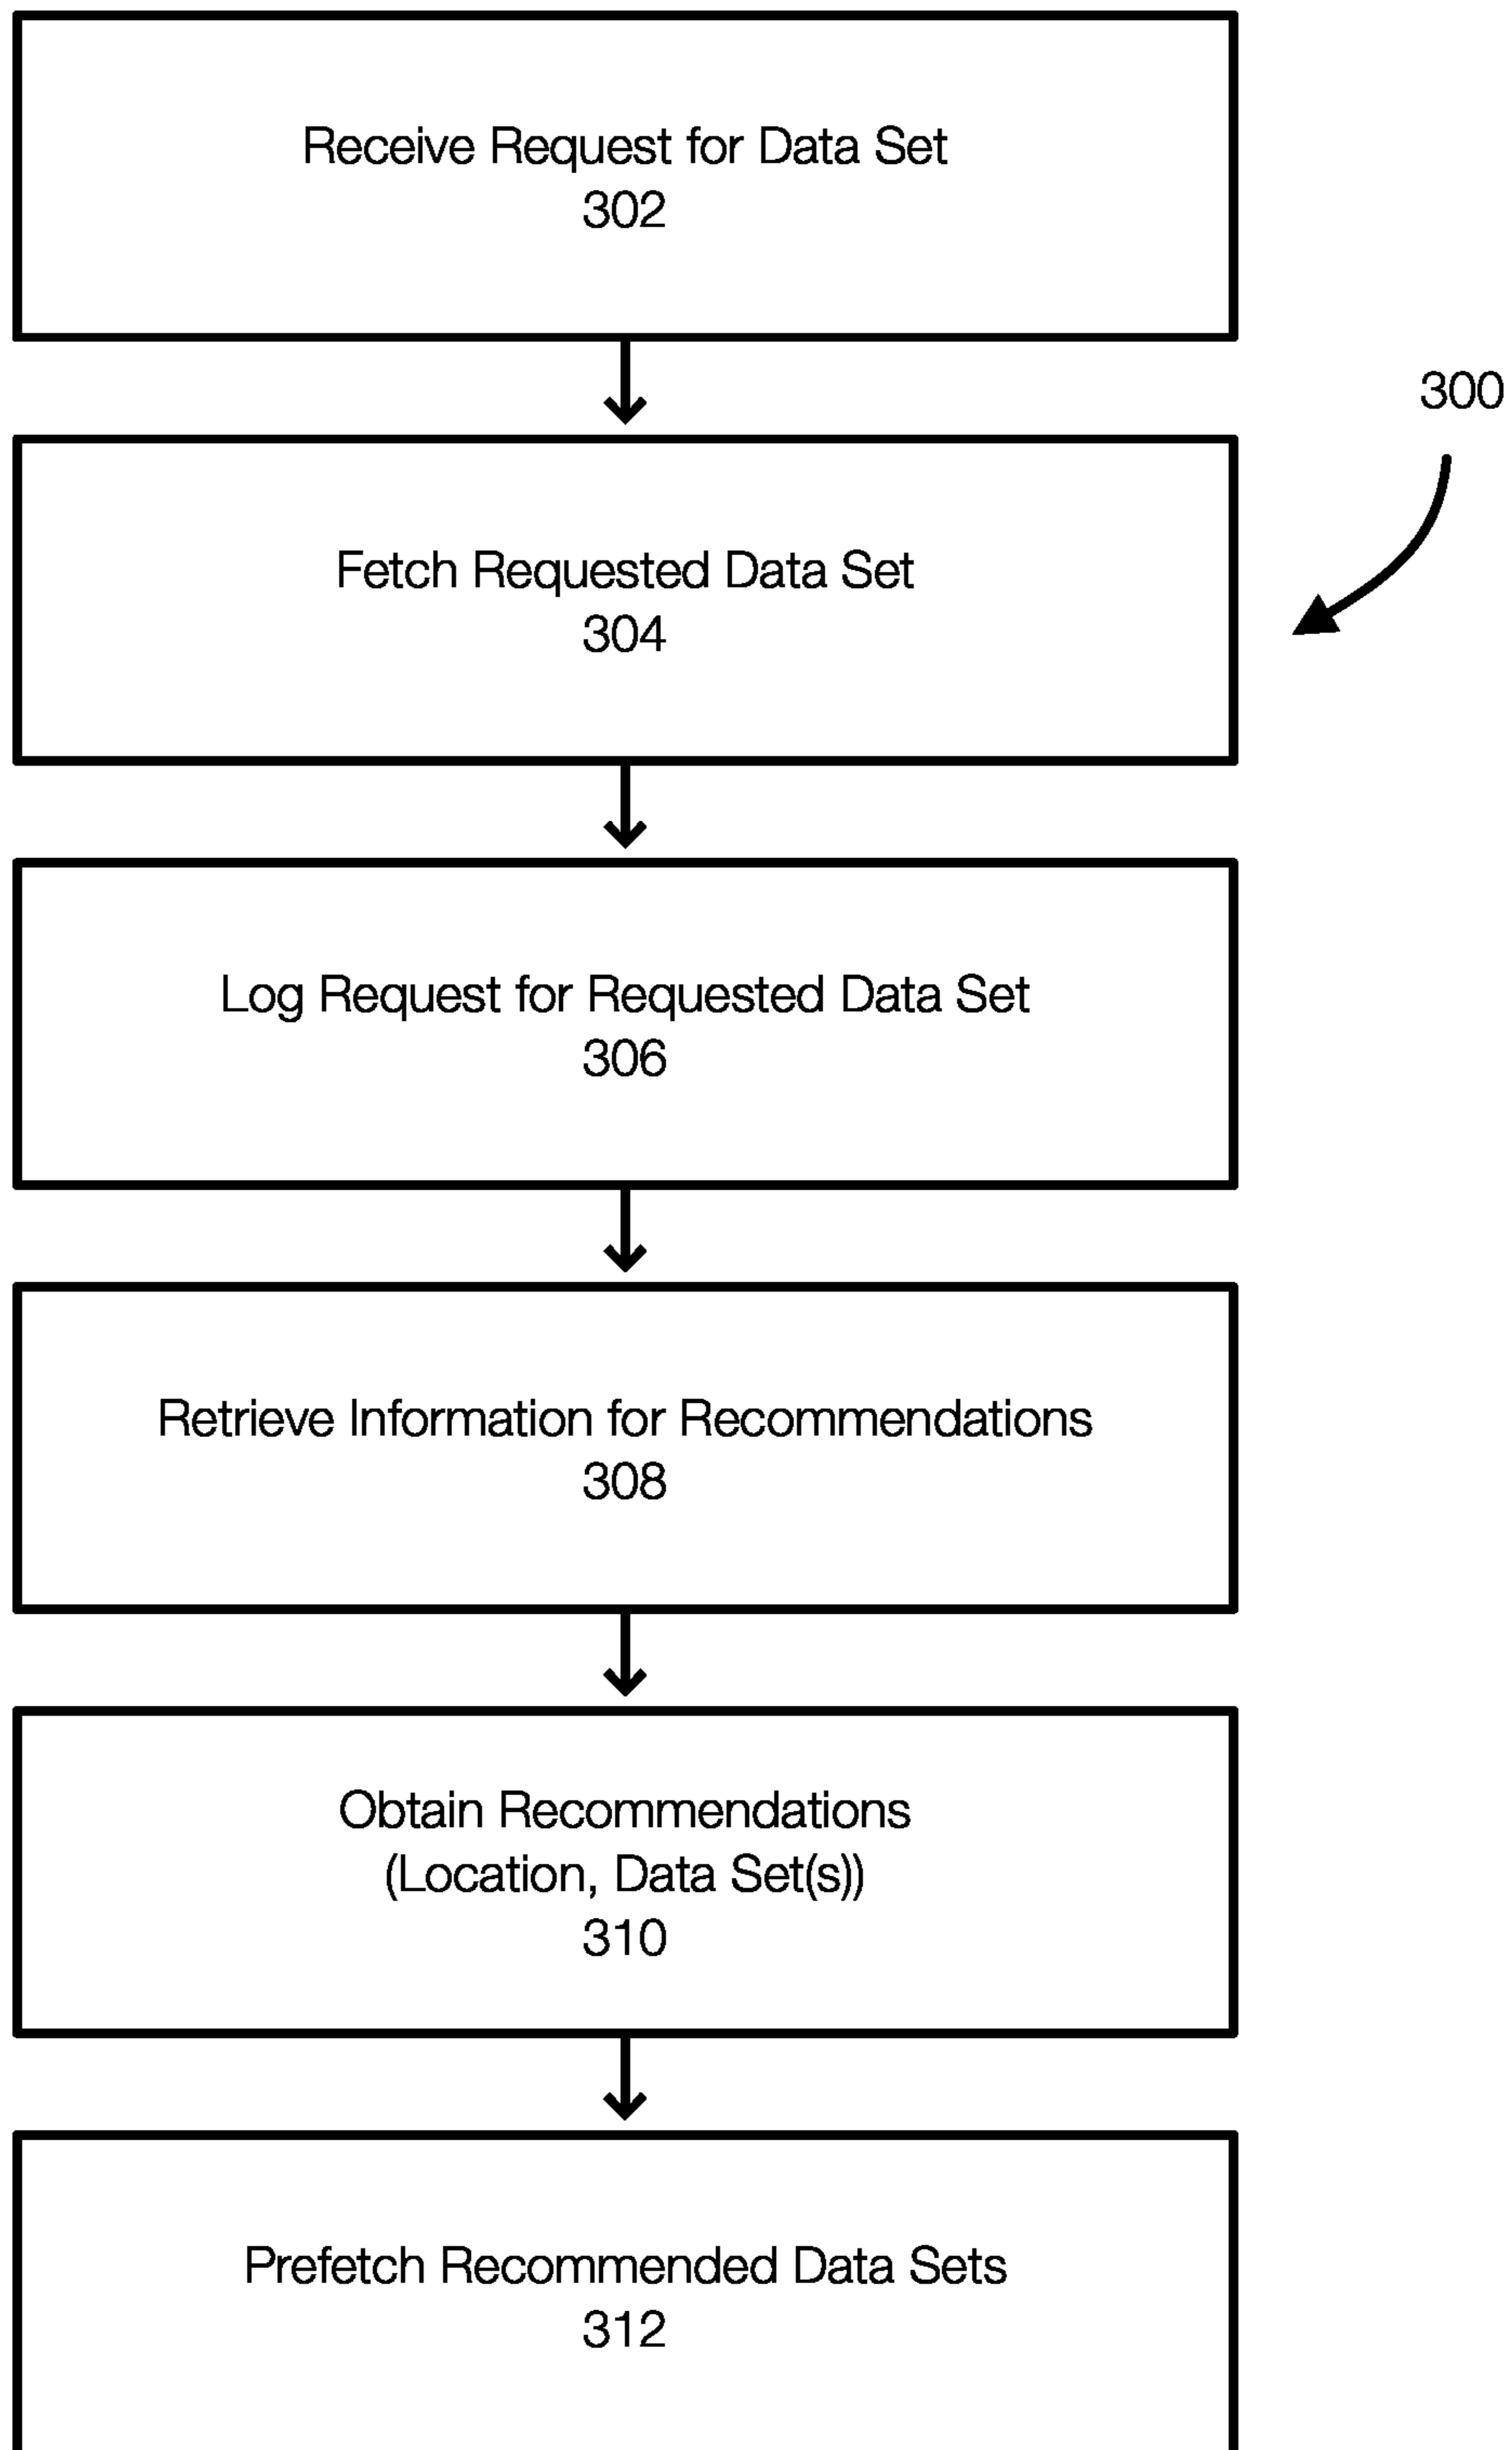 Receive Request for Data Set
302
300
Fetch Requested Data Set
304
Log Request for Requested Data Set
306
Retrieve Information for Recommendations
308
Obtain Recommendations
(Location, Data Set(s))
310
Prefetch Recommended Data Sets
312